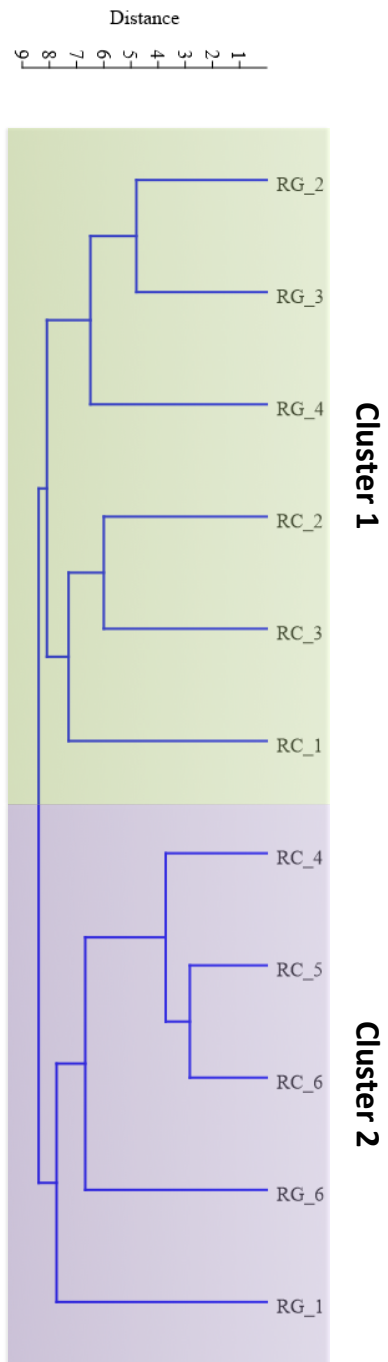 Distance
9 8 7 6 5 4 3 2 1
RG_2
RG_3
RG_4
RC_2
RC_3
RC_1
RC_4
RC_5
RC_6
RG_6
RG_1
Cluster 1
Cluster 2